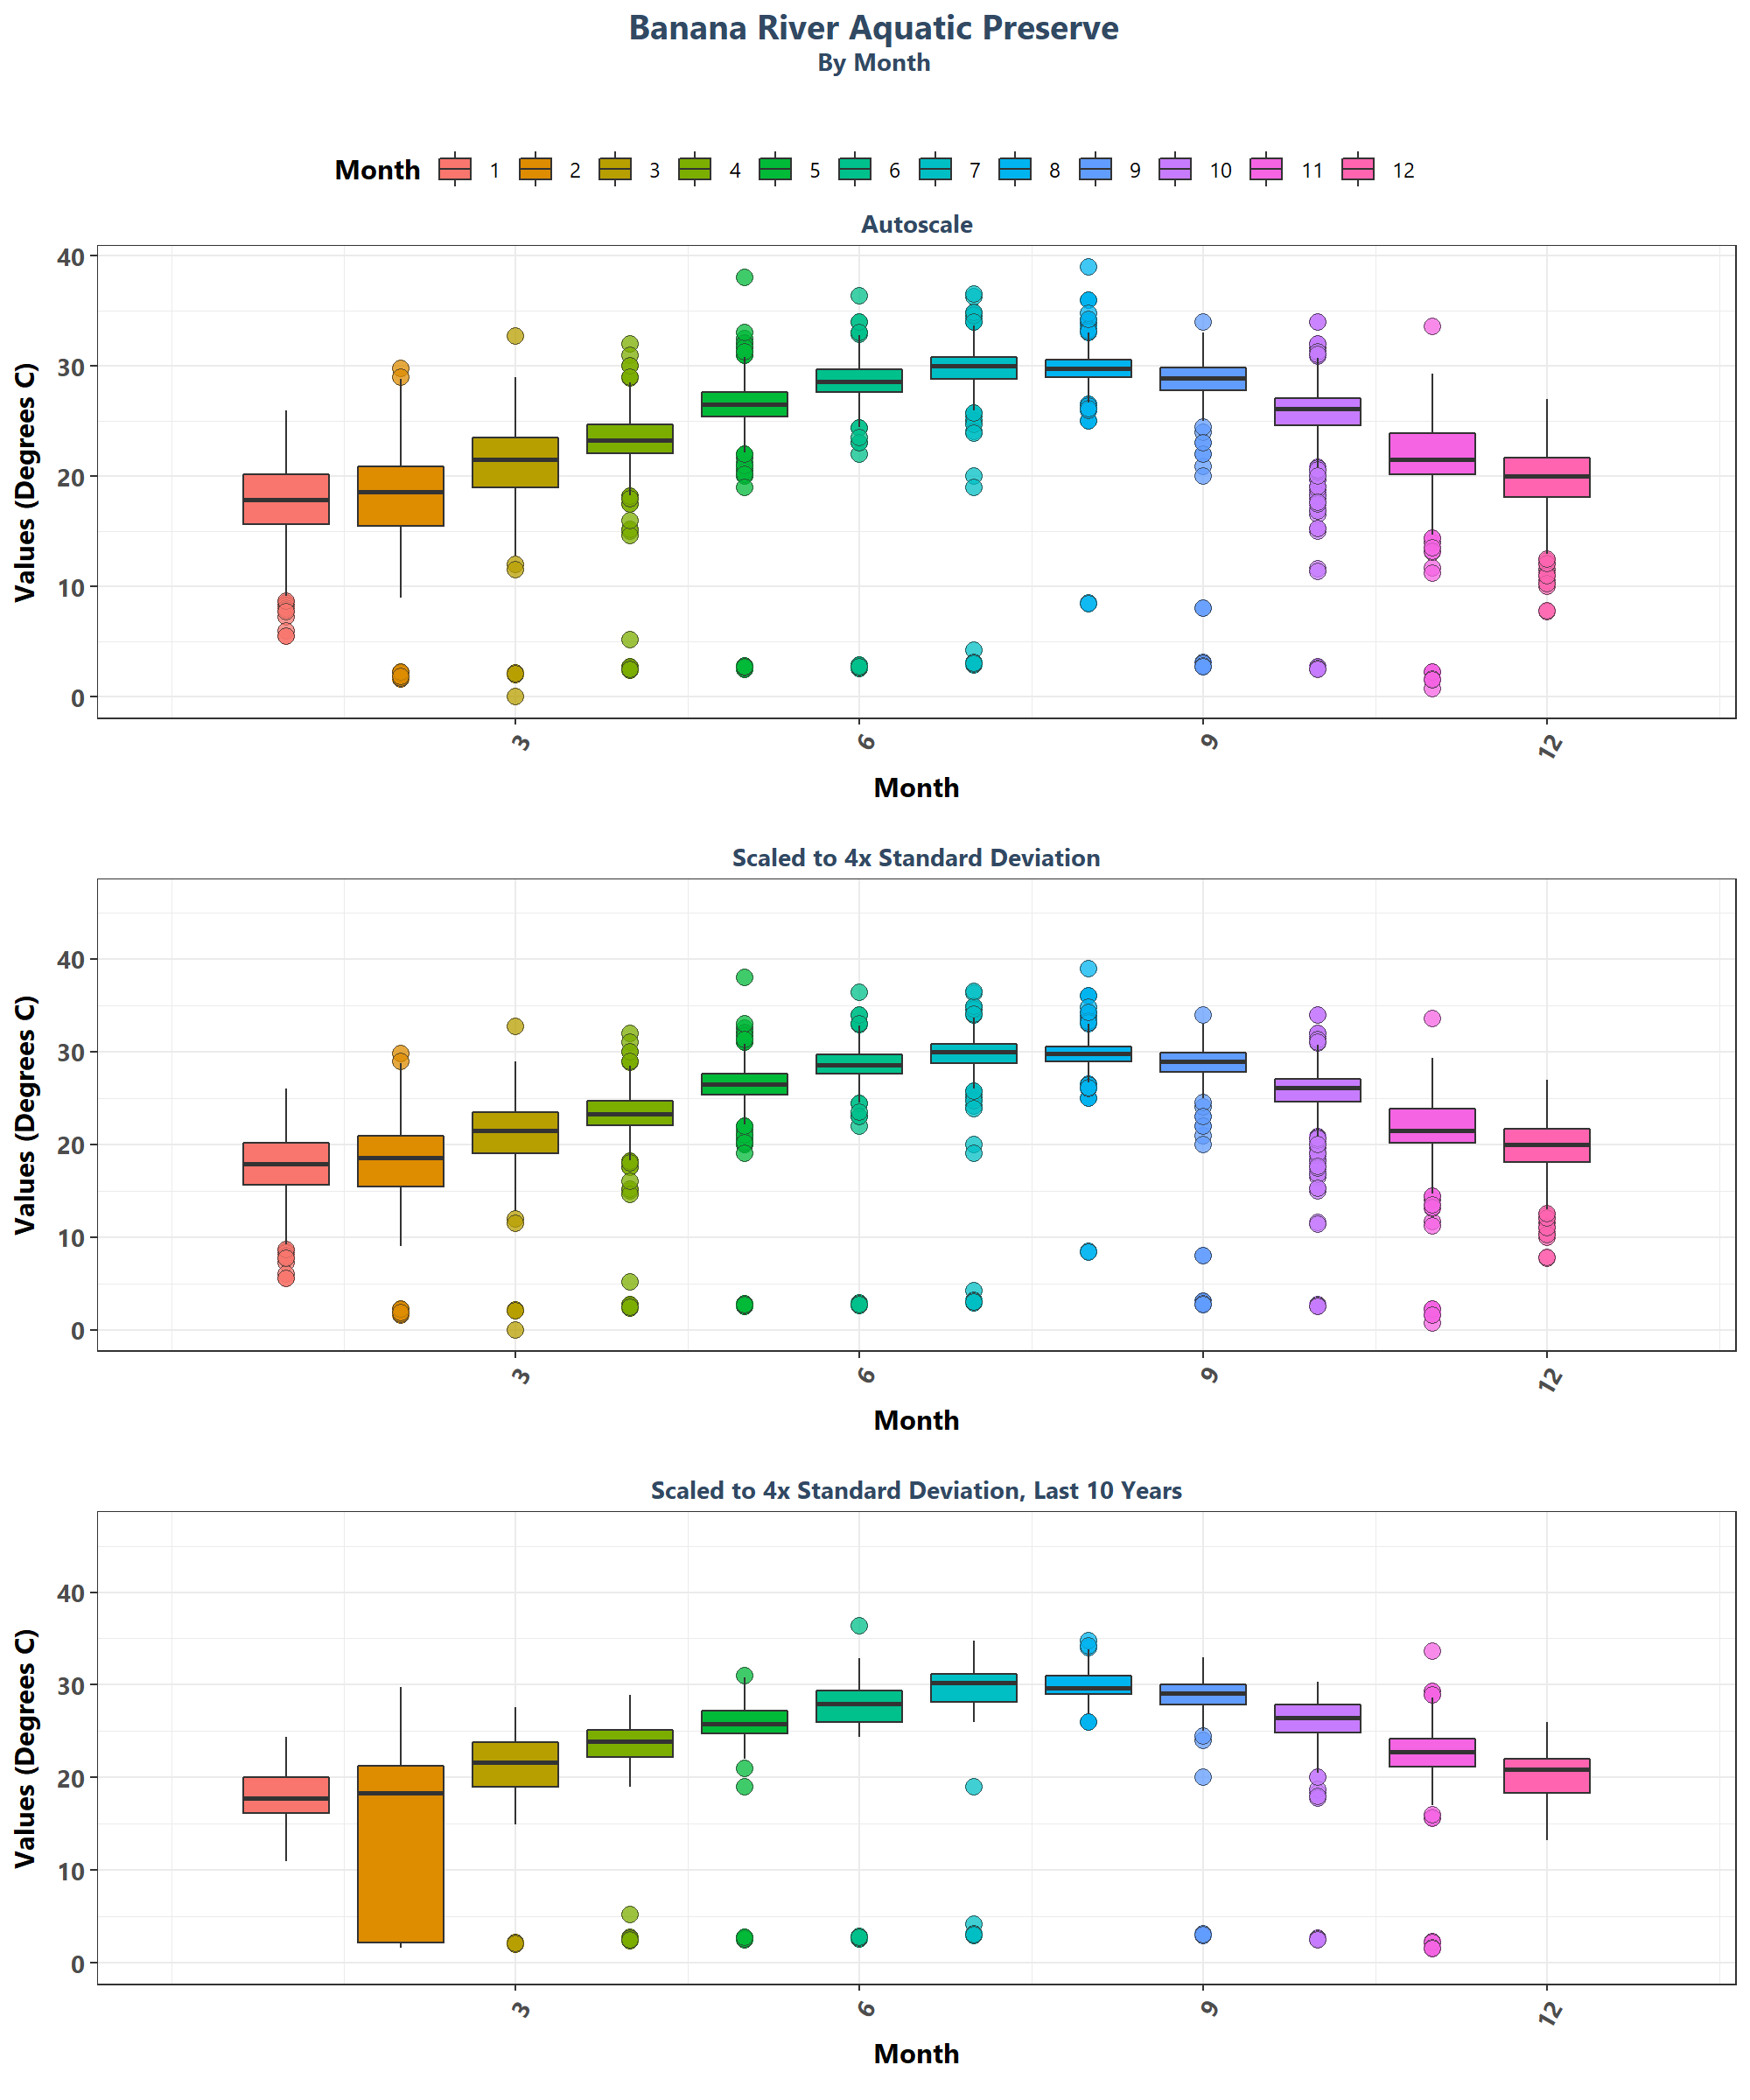 Banana River Aquatic Preserve
By Month
Month 1 2 3 4 5 6 7 8 9 10 11 12
Autoscale
Values (Degrees C)
40
30
20
10
0
3 6 9 12
Month
Scaled to 4x Standard Deviation
Values (Degrees C)
40
30
20
10
0
3 6 9 12
Month
Scaled to 4x Standard Deviation, Last 10 Years
Values (Degrees C)
40
30
20
10
0
3 6 9 12
Month